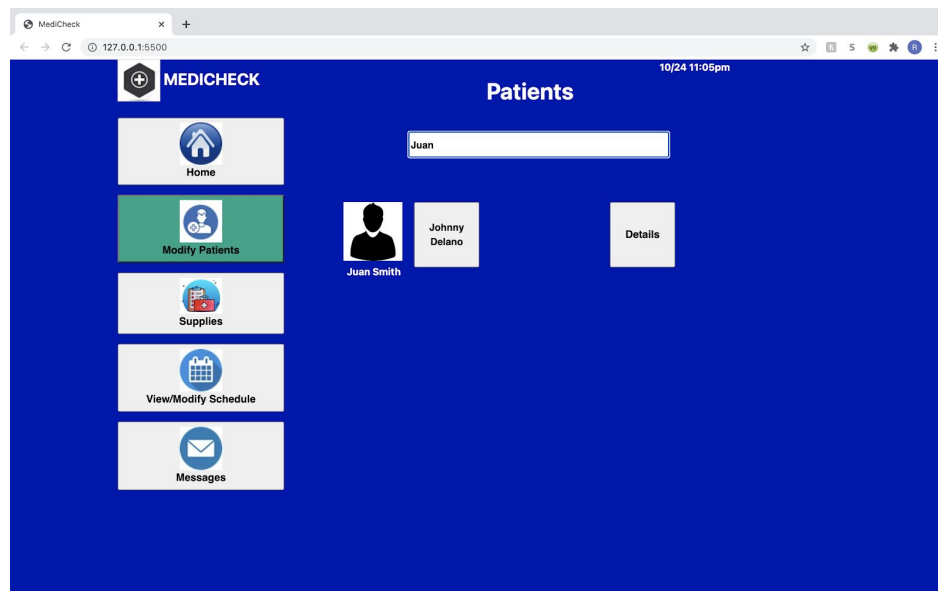 MediCheck
127.0.0.1:5500
S
R
MEDICHECK
10/24 11:05pm
Patients
Home
Juan
Modify Patients
Johnny
Delano
Details
Juan Smith
Supplies
View/Modify Schedule
Messages